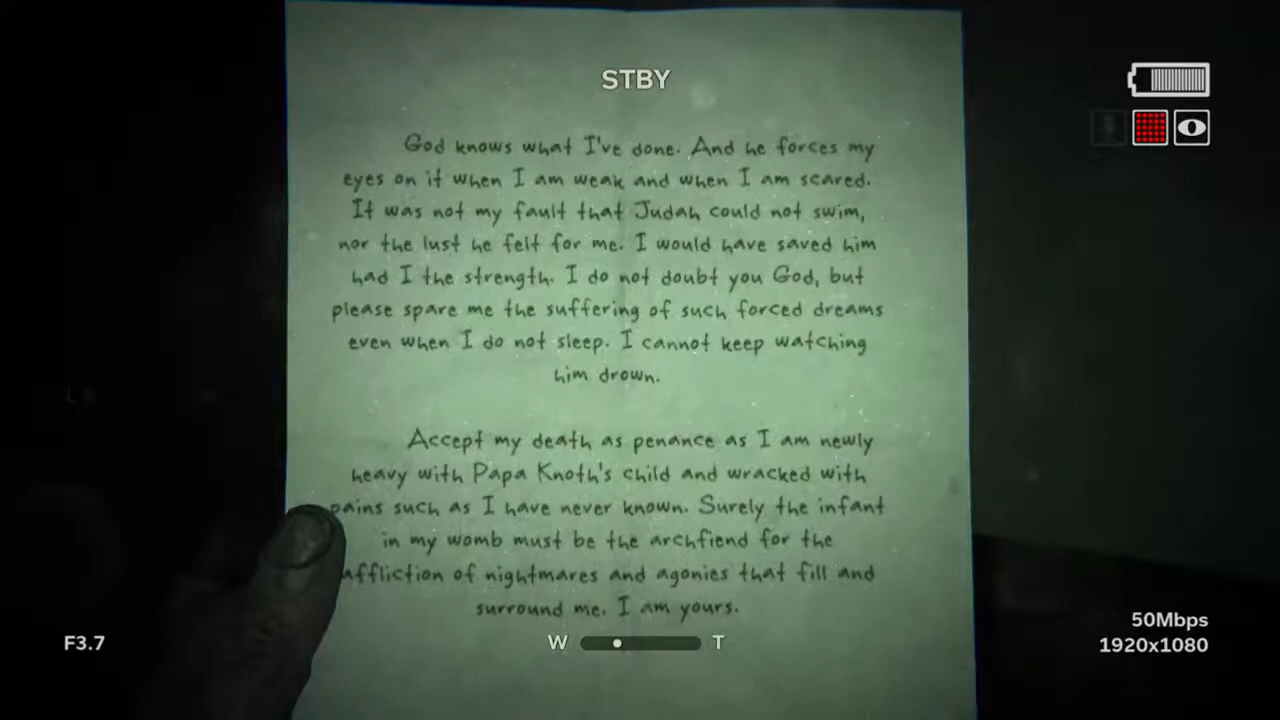 STBY
God knows what I've done. And he forces my
eyes on it when I am weak and when I am scared.
It was not my fault that Judah could not swim,
nor the lust he felt for me. I would have saved him
had I the strength. I do not doubt you God, but
please spare me the suffering of such forced dreams
even when I do not sleep. I cannot keep watching
him drown.
Accept my death as penance as I am newly
heavy with Papa Knoth's child and wracked with
pains such as I have never known. Surely the infant
in my womb must be the archfiend for the
affliction of nightmares and agonies that fill and
surround me. I am yours.
F3.7
W T
50Mbps
1920x1080